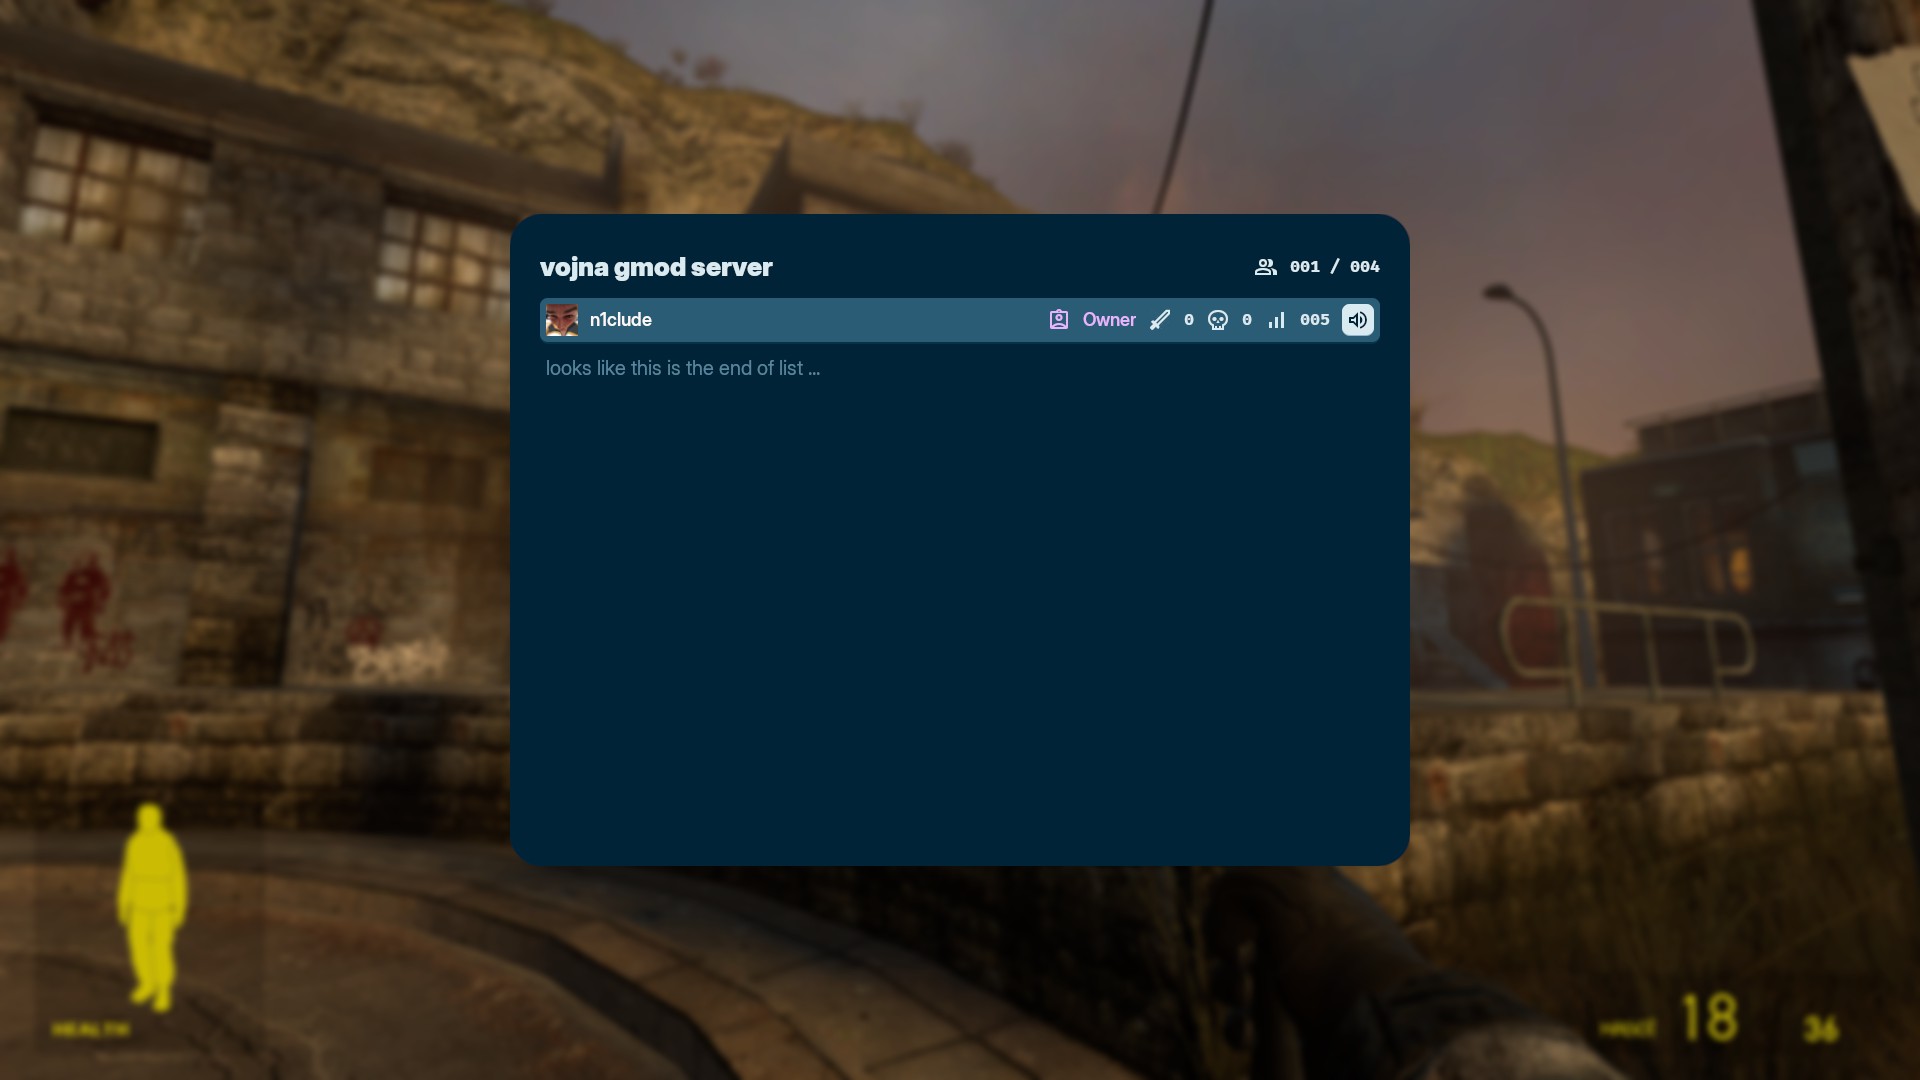 vojna gmod server
001 / 004
n1clude
Owner 0 0 005
looks like this is the end of list ...
HEALTH
18
36